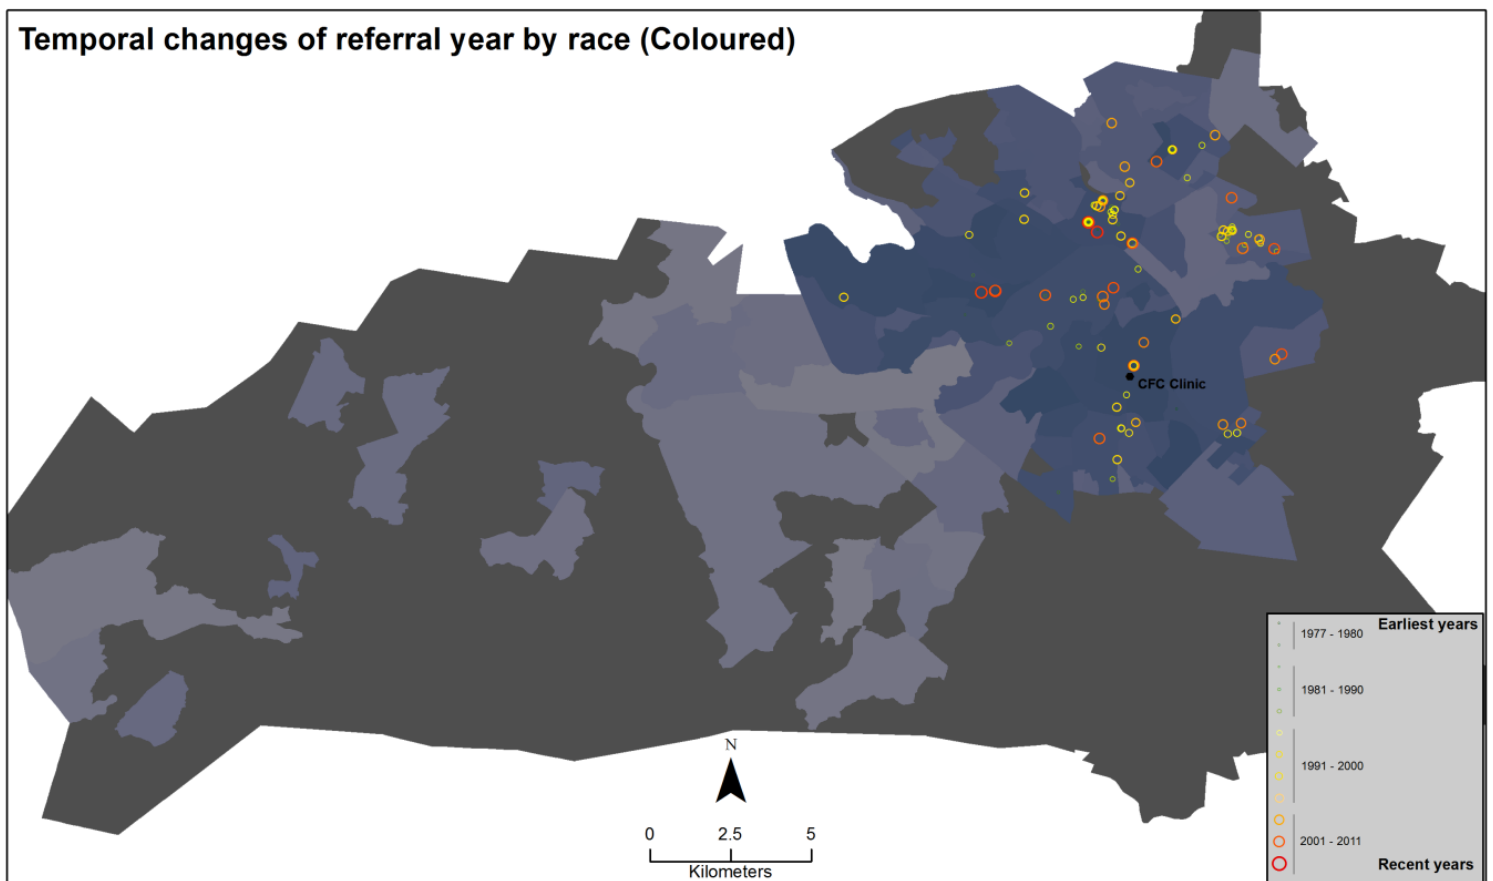 Temporal changes of referral year by race (Coloured)
CFC Clinic
Earliest years
1977 - 1980
1981 - 1990
1991 - 2000
2001 - 2011
Recent years
N
0 2.5 5
Kilometers